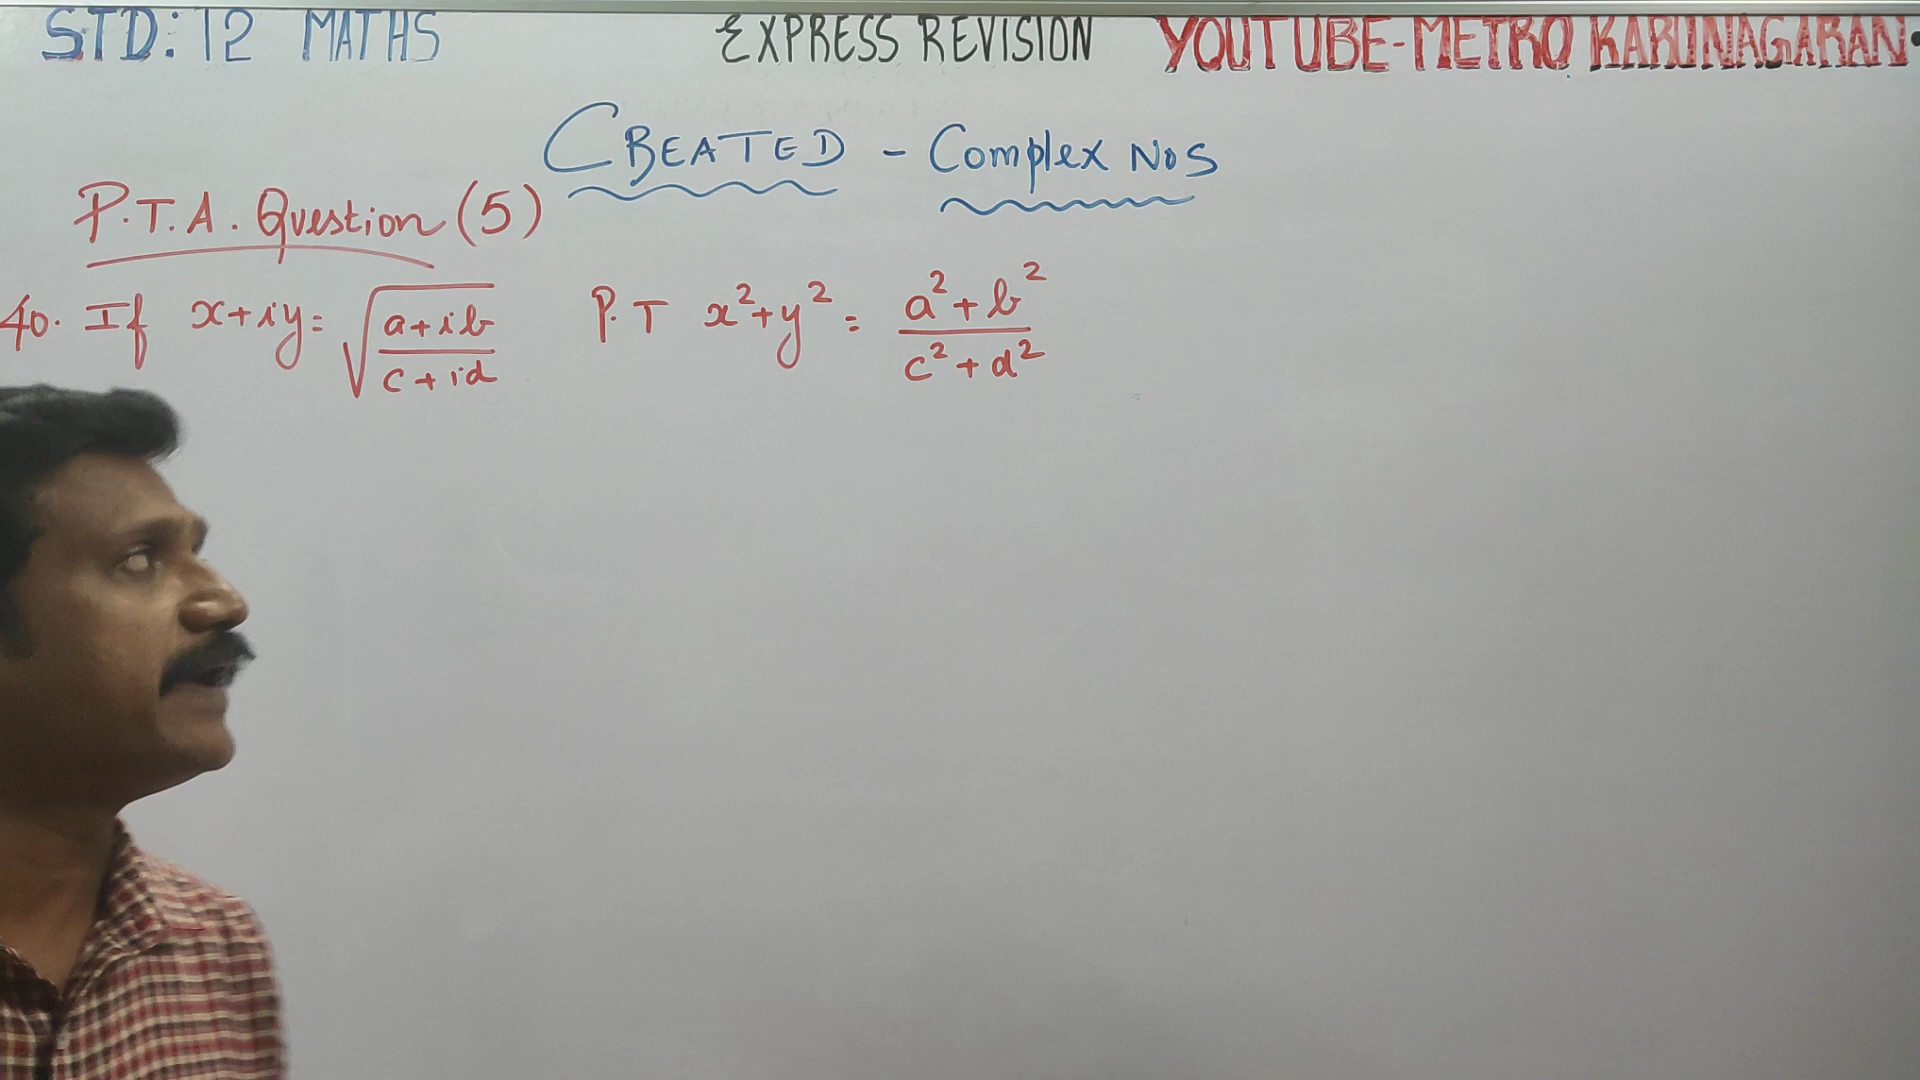 STD: 12 MATHS EXPRESS REVISION YOUTUBE-METRO KARUNAGARAN.
CREATED - Complex Nos
P.T.A. Question (5)
40. If x+iy = √((a+ib)/(c+id)) P.T x²+y² = (a²+b²)/(c²+d²)